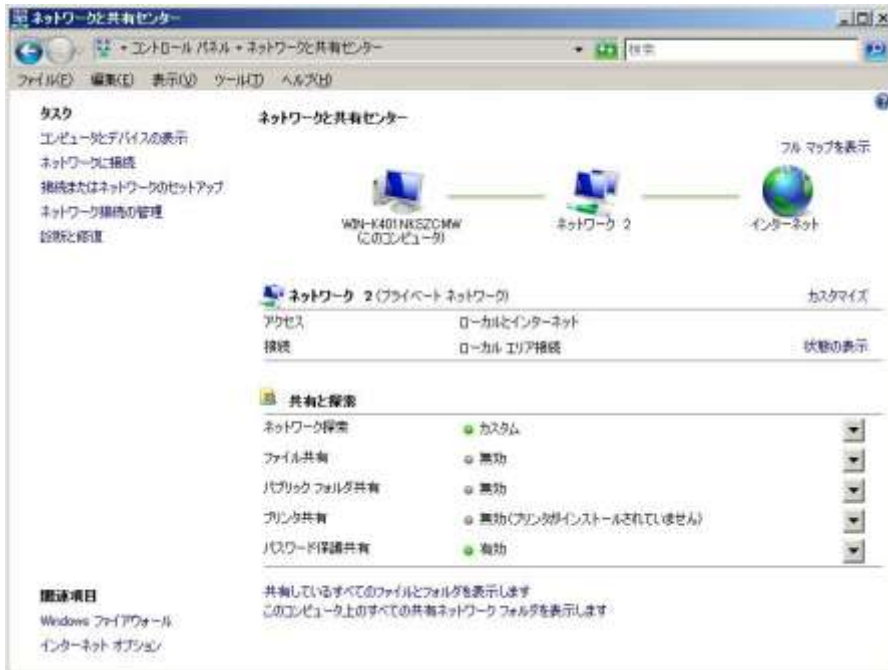 ネットワークと共有センター
コントロール パネル
ネットワークと共有センター
検索
ファイル(F) 編集(E) 表示(V) ツール(T) ヘルプ(H)
タスク
コンピュータとデバイスの表示
ネットワークに接続
接続またはネットワークのセットアップ
ネットワーク接続の管理
診断と修復
ネットワークと共有センター
フル マップを表示
WIN-K401NKSZCMW
(このコンピュータ)
ネットワーク 2
インターネット
ネットワーク 2 (プライベート ネットワーク) カスタマイズ
アクセス ローカルとインターネット
接続 ローカル エリア接続 状態の表示
共有と探索
ネットワーク探索 カスタム
ファイル共有 無効
パブリック フォルダ共有 無効
プリンタ共有 無効(プリンタがインストールされていません)
パスワード保護共有 有効
共有しているすべてのファイルとフォルダを表示します
このコンピュータ上のすべての共有ネットワーク フォルダを表示します
関連項目
Windows ファイアウォール
インターネット オプション